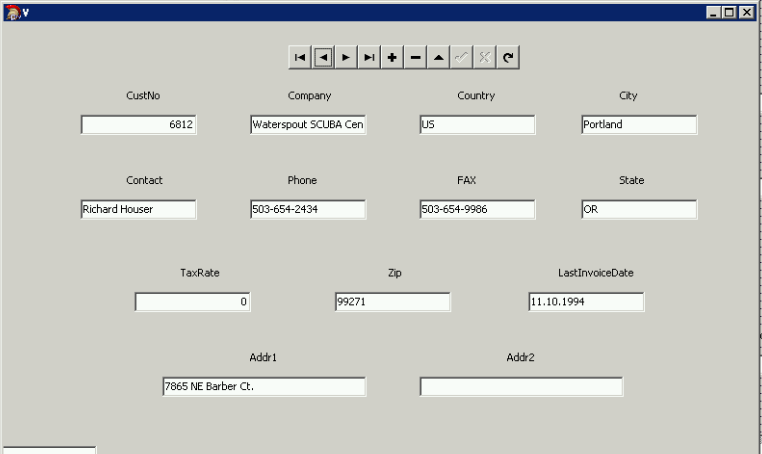 V
CustNo Company Country City
6812 Waterspout SCUBA Cen US Portland
Contact Phone FAX State
Richard Houser 503-654-2434 503-654-9986 OR
TaxRate Zip LastInvoiceDate
0 99271 11.10.1994
Addr1 Addr2
7865 NE Barber Ct.